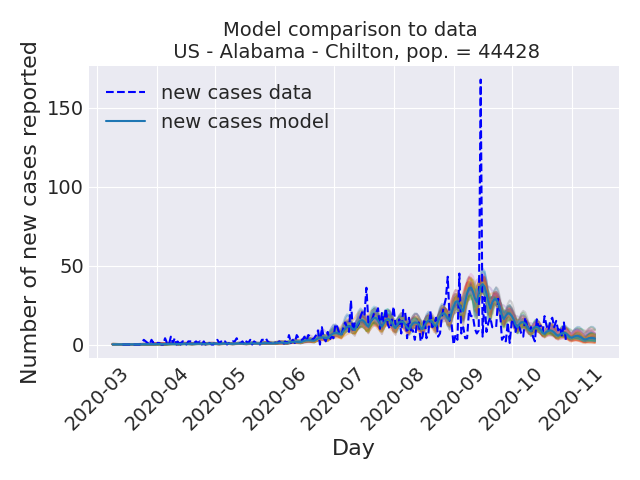 Model comparison to data
US - Alabama - Chilton, pop. = 44428
new cases data
new cases model
Number of new cases reported
150
100
50
0
2020-03
2020-04
2020-05
2020-06
2020-07
2020-08
2020-09
2020-10
2020-11
Day